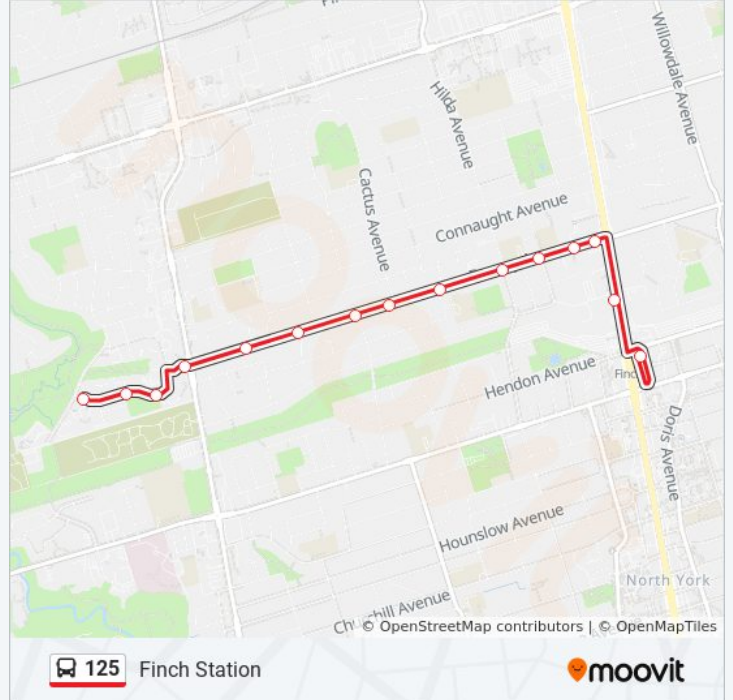 Willowdale Avenue
Hilda Avenue
Cactus Avenue
Connaught Avenue
Hendon Avenue
Finc
Doris Avenue
Hounslow Avenue
North York
Churchill Avenue
© OpenStreetMap contributors | © OpenMapTiles
125 Finch Station
moovit